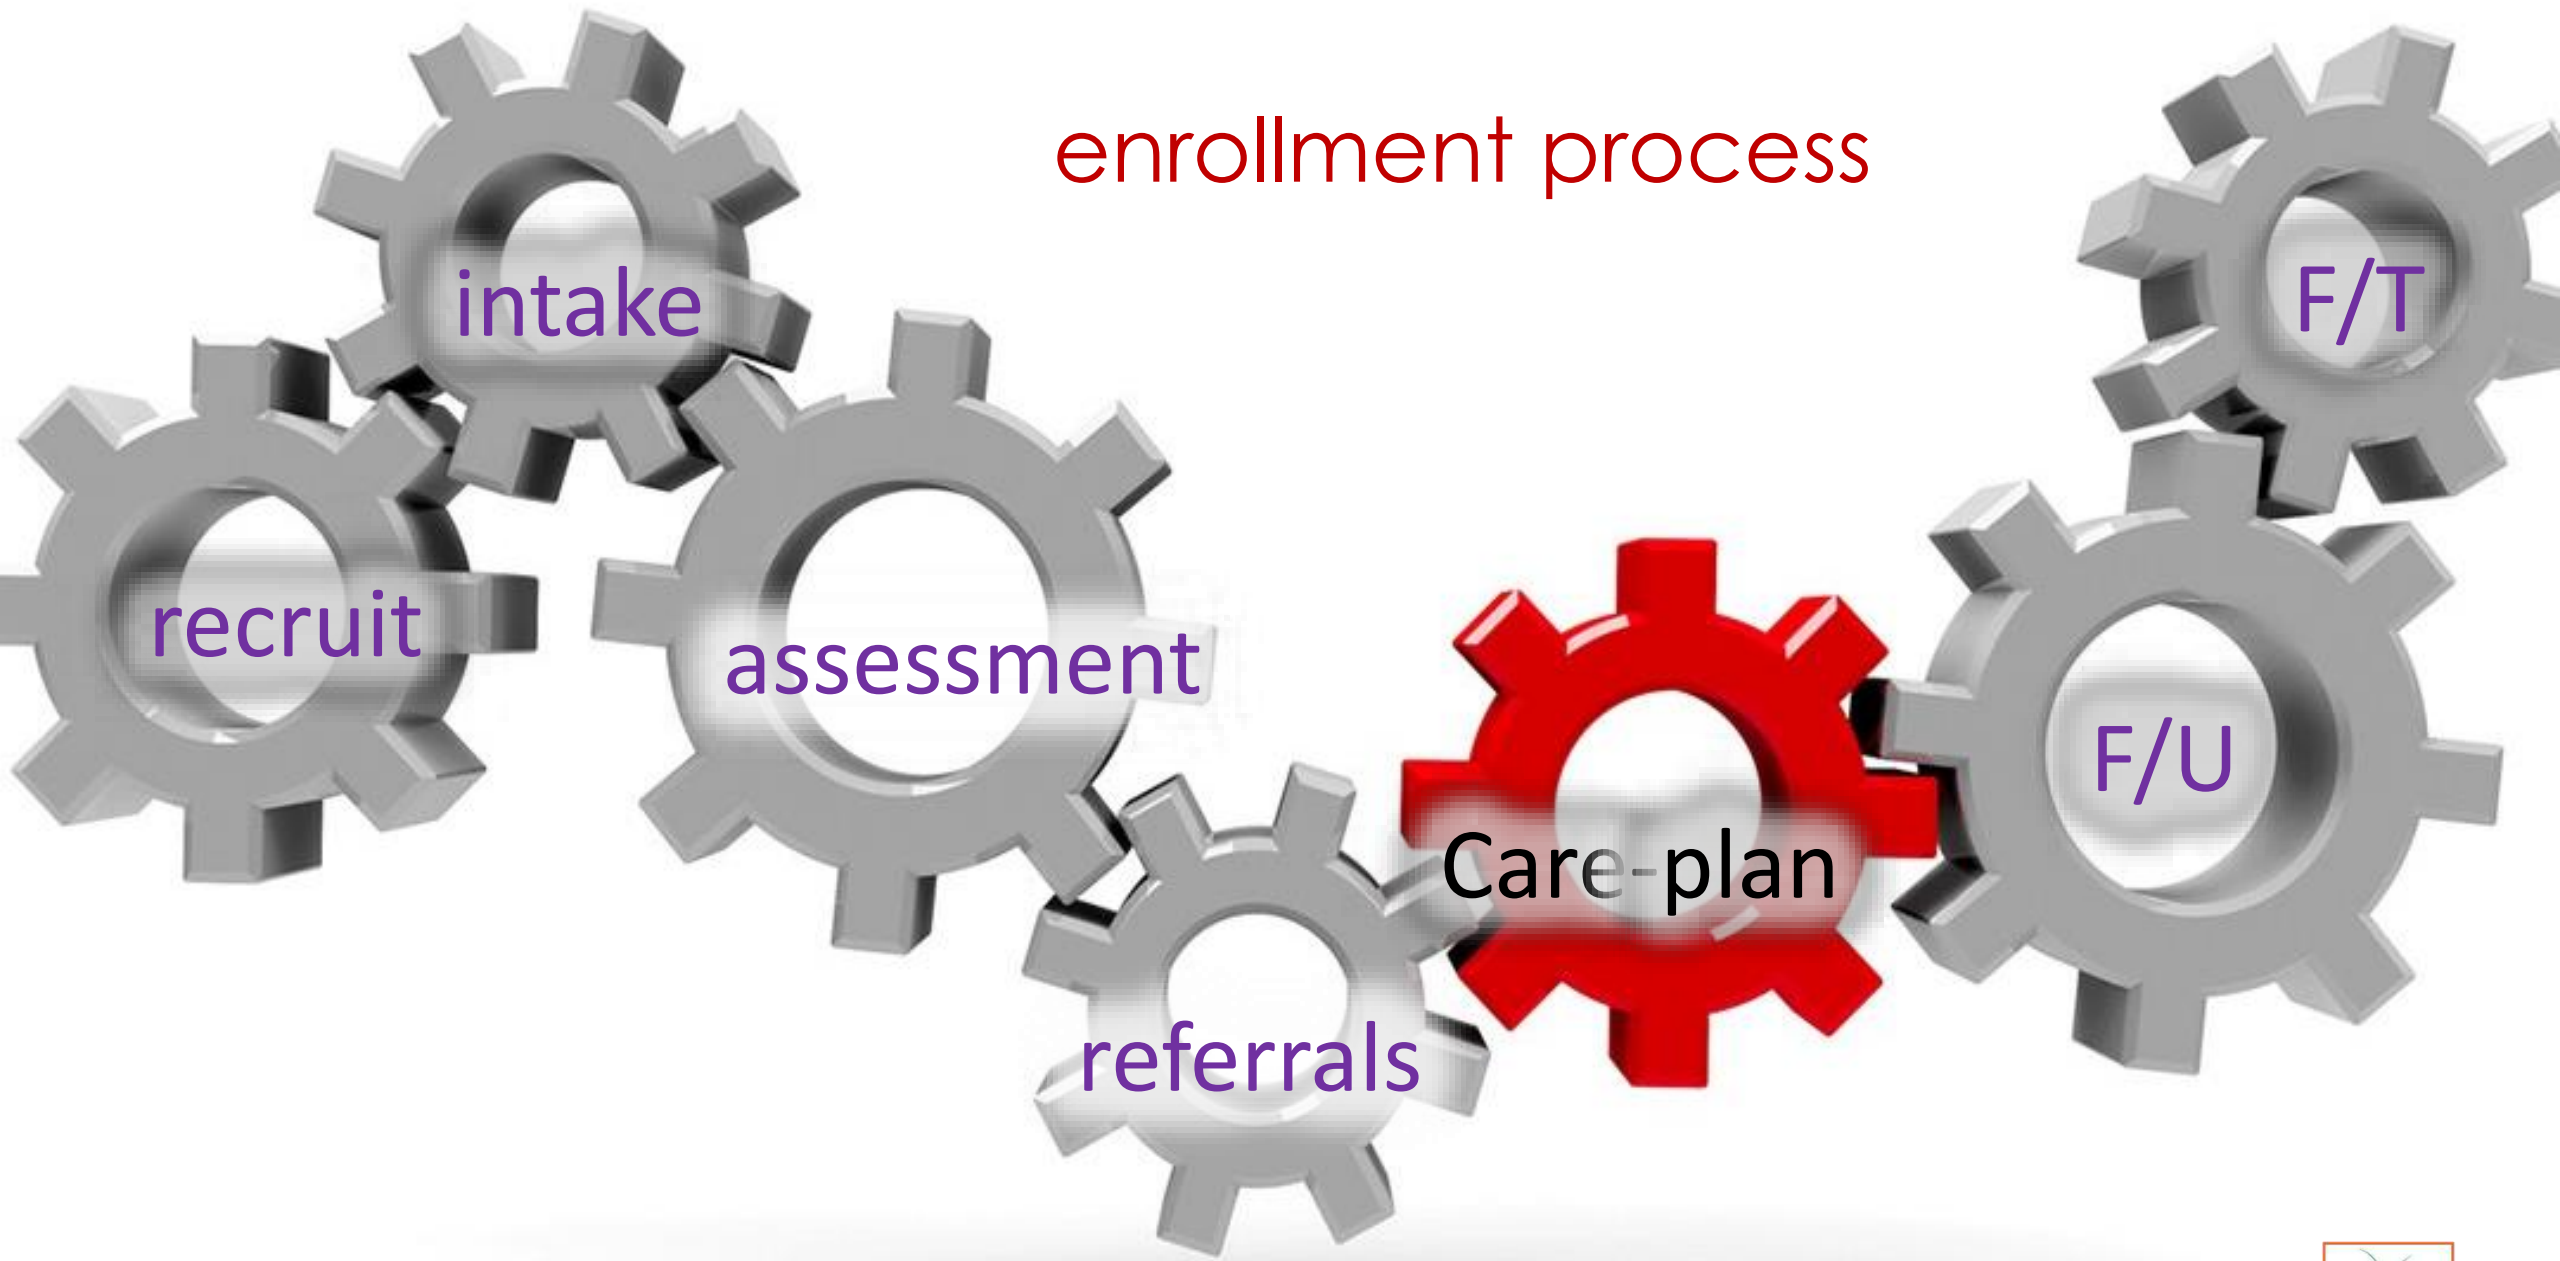 enrollment process
recruit
intake
assessment
referrals
Care-plan
F/U
F/T